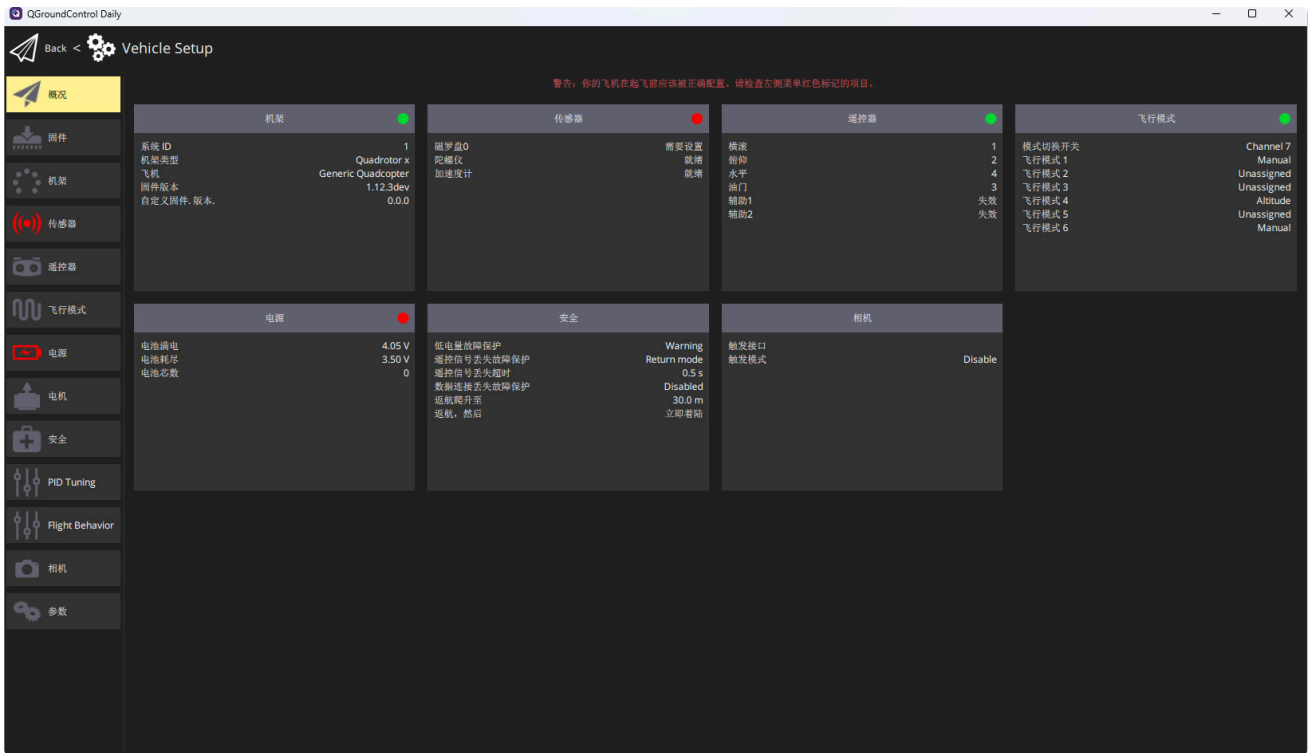 QGroundControl Daily
Back < Vehicle Setup
警告：你的飞机在起飞前应该被正确配置。请检查左侧菜单红色标记的项目。
概况
固件
机架
传感器
遥控器
飞行模式
电源
电机
安全
PID Tuning
Flight Behavior
相机
参数
机架
系统 ID 1
机架类型 Quadrotor x
飞机 Generic Quadcopter
固件版本 1.12.3dev
自定义固件. 版本. 0.0.0
传感器
磁罗盘0 需要设置
陀螺仪 就绪
加速度计 就绪
遥控器
横滚 1
俯仰 2
水平 4
油门 3
辅助1 失效
辅助2 失效
飞行模式
模式切换开关 Channel 7
飞行模式 1 Manual
飞行模式 2 Unassigned
飞行模式 3 Unassigned
飞行模式 4 Altitude
飞行模式 5 Unassigned
飞行模式 6 Manual
电源
电池满电 4.05 V
电池耗尽 3.50 V
电池芯数 0
安全
低电量故障保护 Warning
遥控信号丢失故障保护 Return mode
遥控信号丢失超时 0.5 s
数据连接丢失故障保护 Disabled
返航爬升至 30.0 m
返航，然后 立即着陆
相机
触发接口
触发模式 Disable